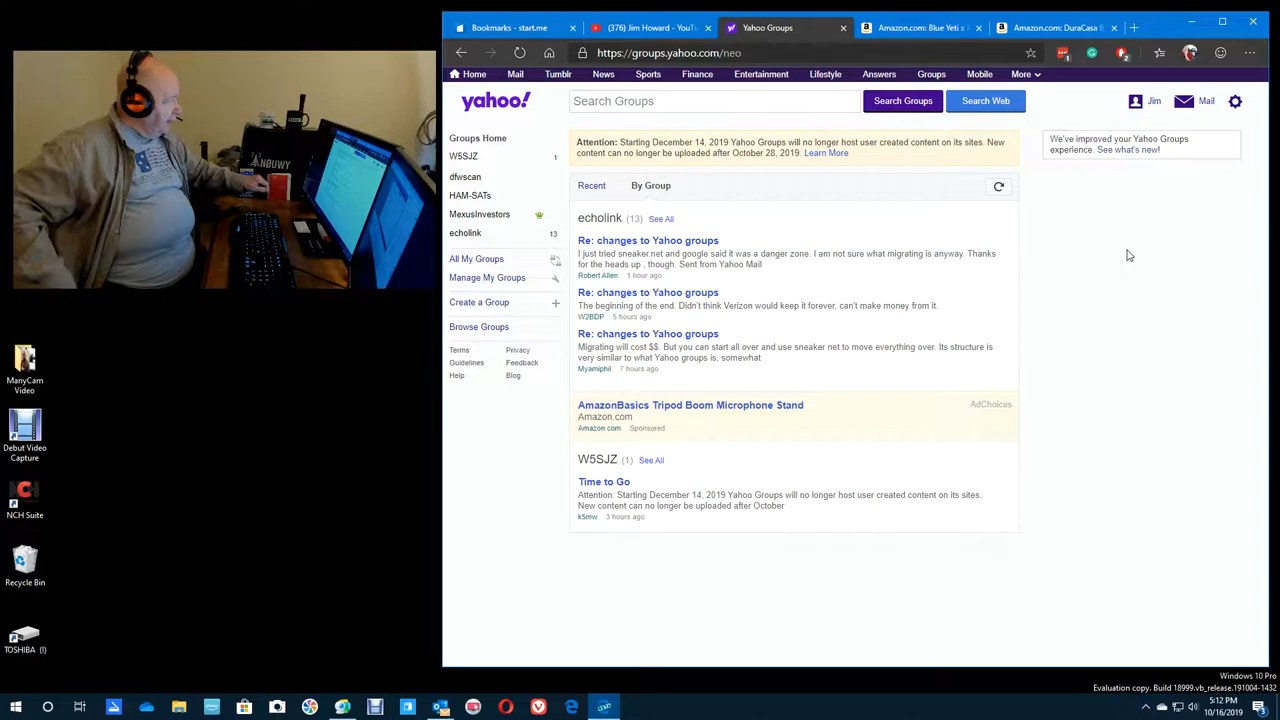 Bookmarks - start.me
(376) Jim Howard - YouTu
Yahoo Groups
Amazon.com: Blue Yeti x
Amazon.com: DuraCasa B
https://groups.yahoo.com/neo
1
2
Home Mail Tumblr News Sports Finance Entertainment Lifestyle Answers Groups Mobile More
yahoo!
Search Groups
Search Groups
Search Web
Jim
Mail
Groups Home
W5SJZ 1
dfwscan
HAM-SATs
MexusInvestors
echolink 13
All My Groups
Manage My Groups
Create a Group
Browse Groups
Terms Privacy
Guidelines Feedback
Help Blog
Attention: Starting December 14, 2019 Yahoo Groups will no longer host user created content on its sites. New
content can no longer be uploaded after October 28, 2019. Learn More
Recent By Group
echolink (13) See All
Re: changes to Yahoo groups
I just tried sneaker.net and google said it was a danger zone. I am not sure what migrating is anyway. Thanks
for the heads up , though. Sent from Yahoo Mail
Robert Allen 1 hour ago
Re: changes to Yahoo groups
The beginning of the end. Didn't think Verizon would keep it forever, can't make money from it.
W2BDP 5 hours ago
Re: changes to Yahoo groups
Migrating will cost $$. But you can start all over and use sneaker net to move everything over. Its structure is
very similar to what Yahoo groups is, somewhat
Myamiphil 7 hours ago
AmazonBasics Tripod Boom Microphone Stand
AdChoices
Amazon.com
Amazon com Sponsored
W5SJZ (1) See All
Time to Go
Attention: Starting December 14, 2019 Yahoo Groups will no longer host user created content on its sites.
New content can no longer be uploaded after October
k5mw 3 hours ago
We've improved your Yahoo Groups
experience. See what's new!
ANOUWY
ManyCam
Video
Debut Video
Capture
NCH Suite
Recycle Bin
TOSHIBA (I)
Windows 10 Pro
Evaluation copy. Build 18999.vb_release.191004-1432
5:12 PM
10/16/2019
3